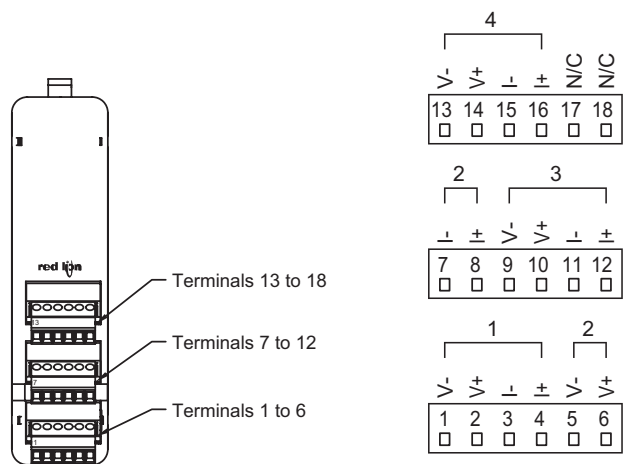 red lion
13
7
1
Terminals 13 to 18
Terminals 7 to 12
Terminals 1 to 6
4
V- V+ I- I+ N/C N/C
13 14 15 16 17 18
2 3
I- I+ V- V+ I- I+
7 8 9 10 11 12
1 2
V- V+ I- I+ V- V+
1 2 3 4 5 6